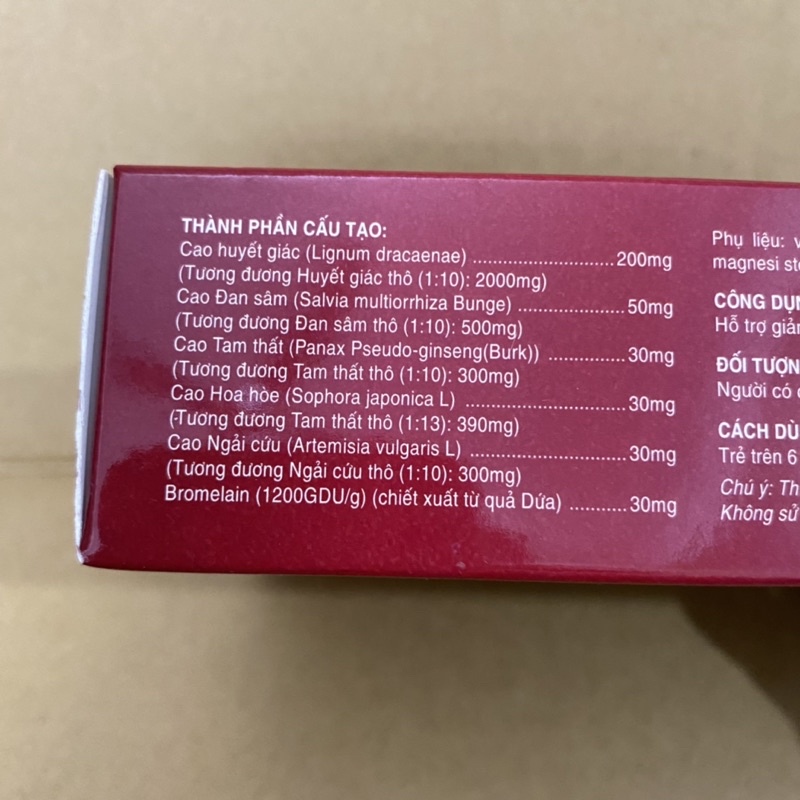 THÀNH PHẦN CẤU TẠO:
Cao huyết giác (Lignum dracaenae) ..............................200mg
(Tương đương Huyết giác thô (1:10): 2000mg)
Cao Đan sâm (Salvia multiorrhiza Bunge) ......................50mg
(Tương đương Đan sâm thô (1:10): 500mg)
Cao Tam thất (Panax Pseudo-ginseng(Burk)) ...............30mg
(Tương đương Tam thất thô (1:10): 300mg)
Cao Hoa hòe (Sophora japonica L) ...............................30mg
(Tương đương Tam thất thô (1:13): 390mg)
Cao Ngải cứu (Artemisia vulgaris L) ..............................30mg
(Tương đương Ngải cứu thô (1:10): 300mg)
Bromelain (1200GDU/g) (chiết xuất từ quả Dứa) ...........30mg
Phụ liệu:
magnesi
CÔNG
Hỗ trợ
ĐỐI
Người có
CÁCH
Trẻ trên 6
Chú ý:
Không sử